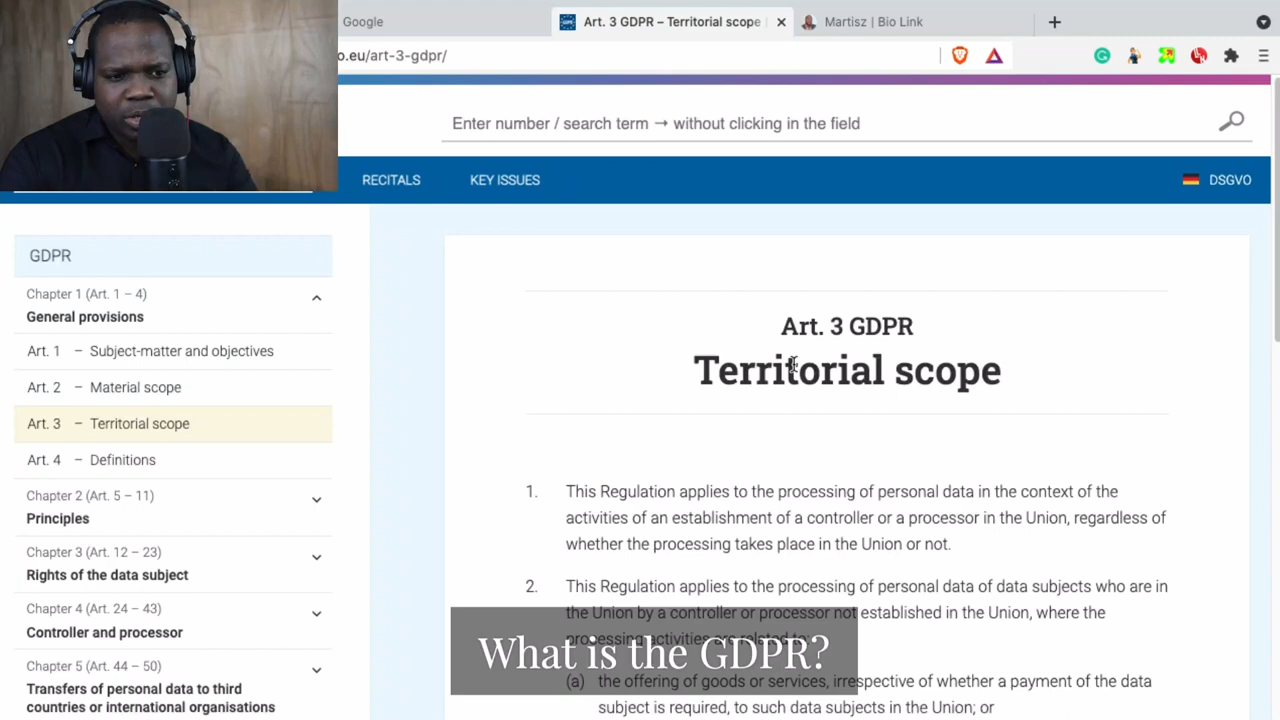 Google
Art. 3 GDPR – Territorial scope
Martisz | Bio Link
o.eu/art-3-gdpr/
Enter number / search term → without clicking in the field
RECITALS
KEY ISSUES
DSGVO
GDPR
Chapter 1 (Art. 1 – 4)
General provisions
Art. 1 – Subject-matter and objectives
Art. 2 – Material scope
Art. 3 – Territorial scope
Art. 4 – Definitions
Chapter 2 (Art. 5 – 11)
Principles
Chapter 3 (Art. 12 – 23)
Rights of the data subject
Chapter 4 (Art. 24 – 43)
Controller and processor
Chapter 5 (Art. 44 – 50)
Transfers of personal data to third
countries or international organisations
Art. 3 GDPR
Territorial scope
1. This Regulation applies to the processing of personal data in the context of the
activities of an establishment of a controller or a processor in the Union, regardless of
whether the processing takes place in the Union or not.
2. This Regulation applies to the processing of personal data of data subjects who are in
the Union by a controller or processor not established in the Union, where the
processing activities are related to:
What is the GDPR?
(a) the offering of goods or services, irrespective of whether a payment of the data
subject is required, to such data subjects in the Union; or